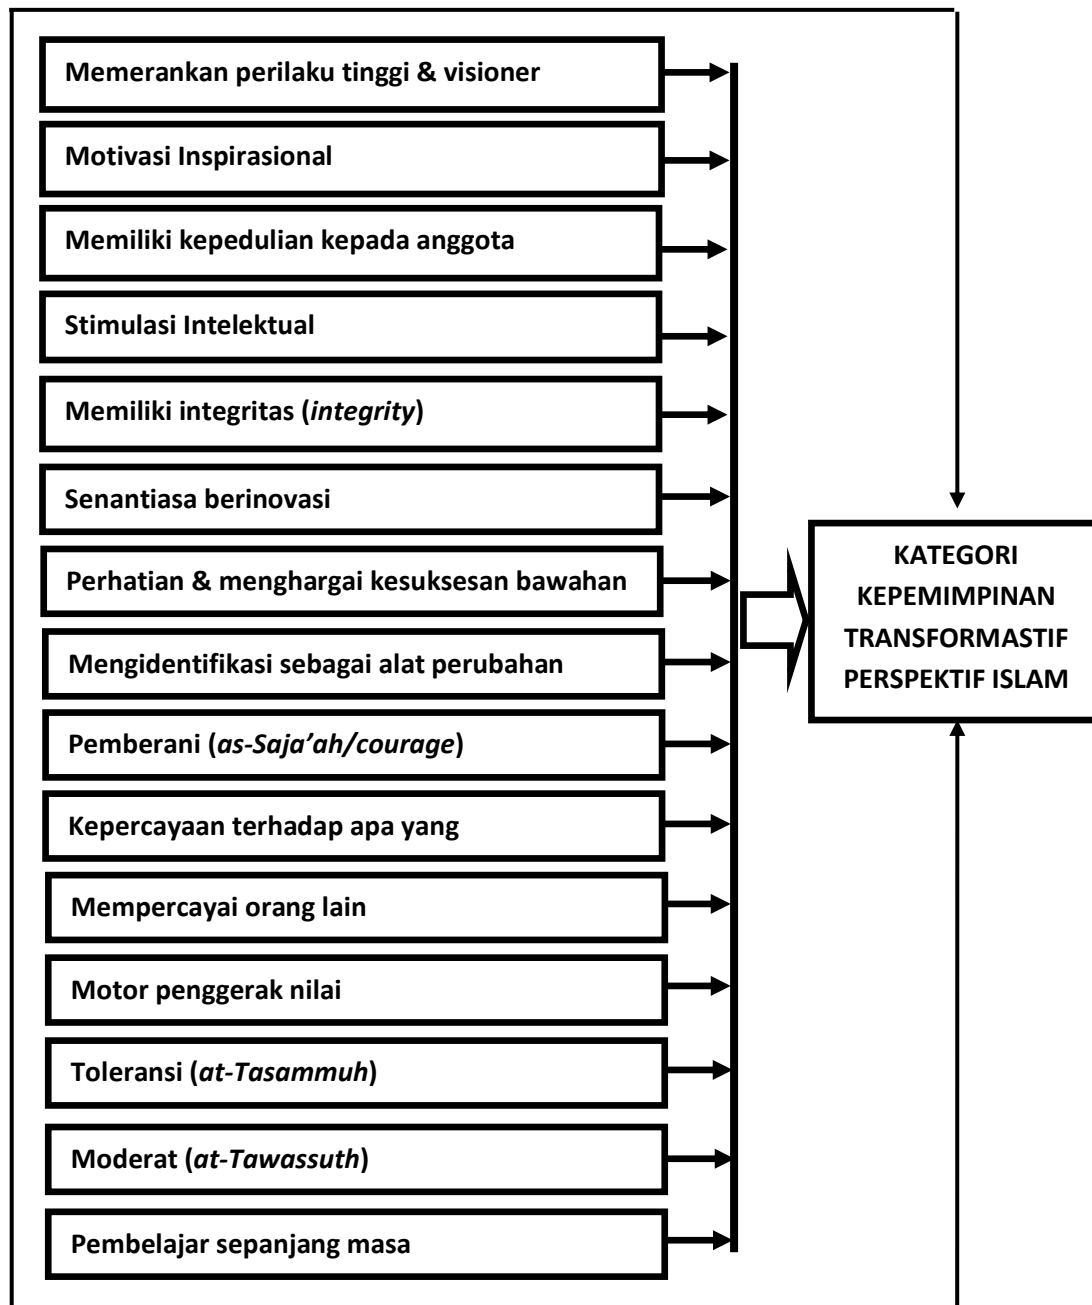 Memerankan perilaku tinggi & visioner
Motivasi Inspirasional
Memiliki kepedulian kepada anggota
Stimulasi Intelektual
Memiliki integritas (integrity)
Senantiasa berinovasi
Perhatian & menghargai kesuksesan bawahan
Mengidentifikasi sebagai alat perubahan
Pemberani (as-Saja’ah/courage)
Kepercayaan terhadap apa yang
Mempercayai orang lain
Motor penggerak nilai
Toleransi (at-Tasammuh)
Moderat (at-Tawassuth)
Pembelajar sepanjang masa
KATEGORI
KEPEMIMPINAN
TRANSFORMASTIF
PERSPEKTIF ISLAM